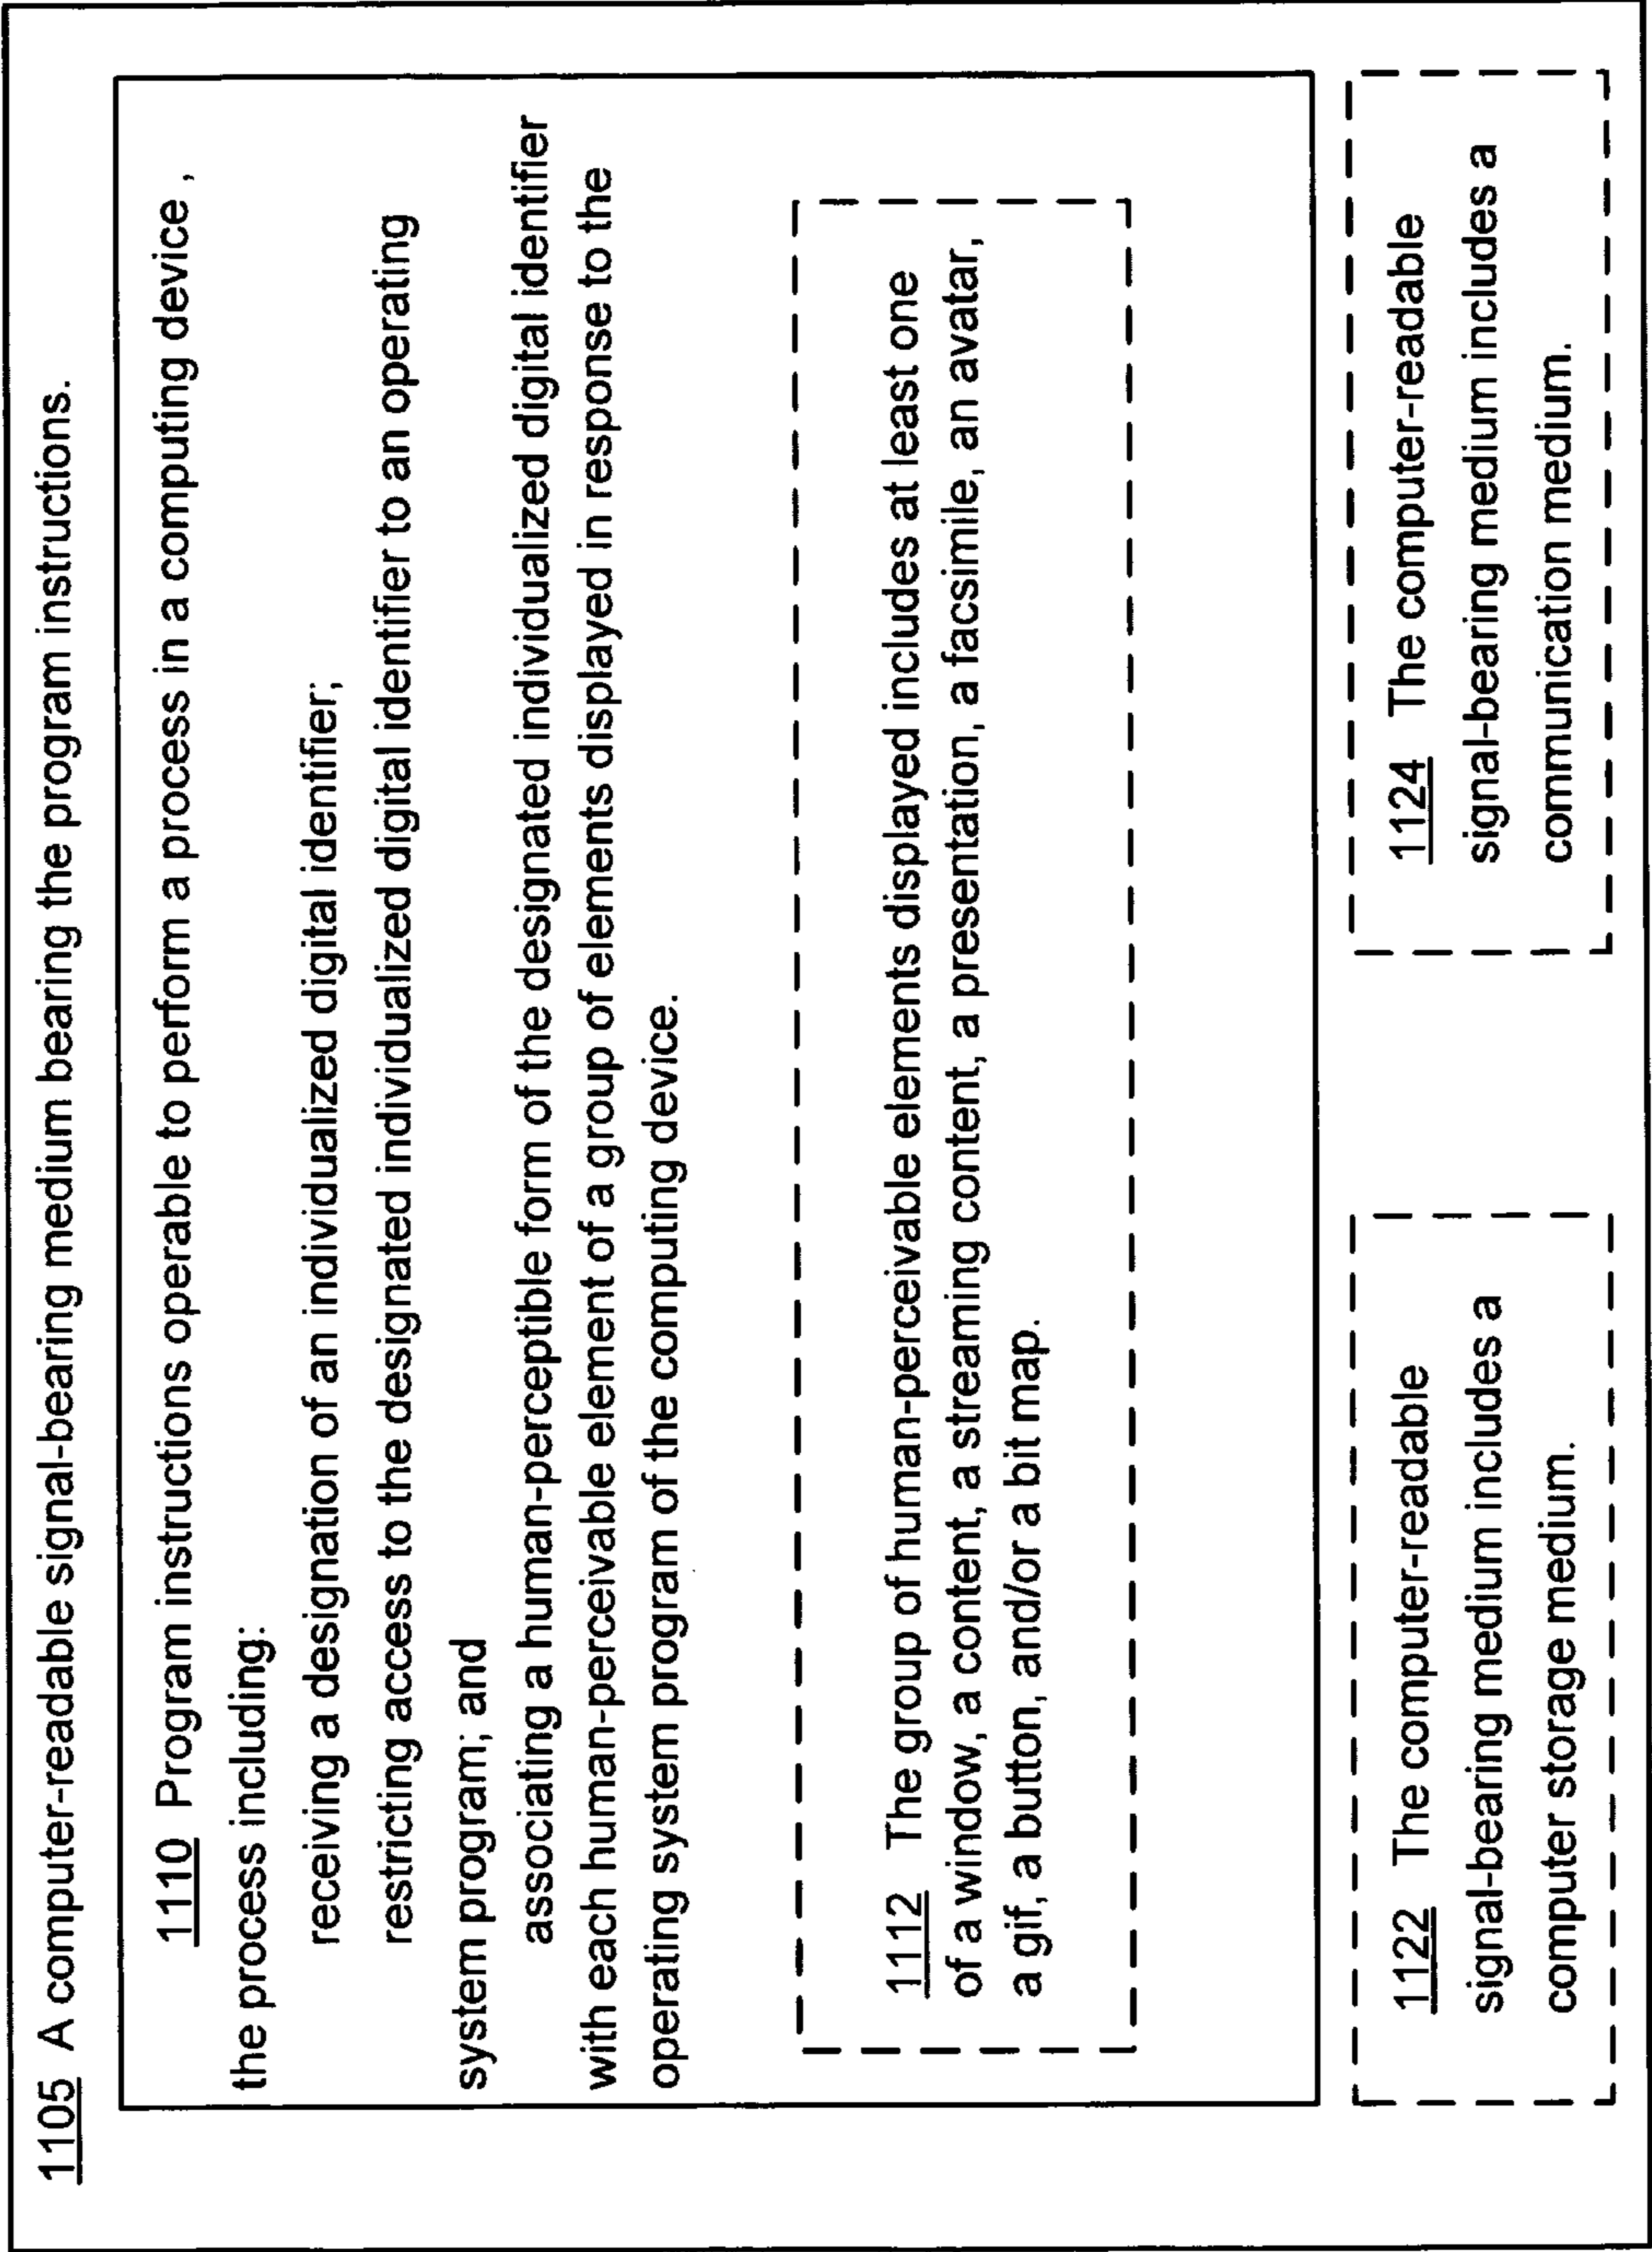 1105 A computer-readable signal-bearing medium bearing the program instructions.
1110 Program instructions operable to perform a process in a computing device ,
the process including:
receiving a designation of an individualized digital identifier;
restricting access to the designated individualized digital identifier to an operating
system program; and
associating a human-perceptible form of the designated individualized digital identifier
with each human-perceivable element of a group of elements displayed in response to the
operating system program of the computing device.
1112 The group of human-perceivable elements displayed includes at least one
of a window, a content, a streaming content, a presentation, a facsimile, an avatar,
a gif, a button, and/or a bit map.
1122 The computer-readable
signal-bearing medium includes a
computer storage medium.
1124 The computer-readable
signal-bearing medium includes a
communication medium.